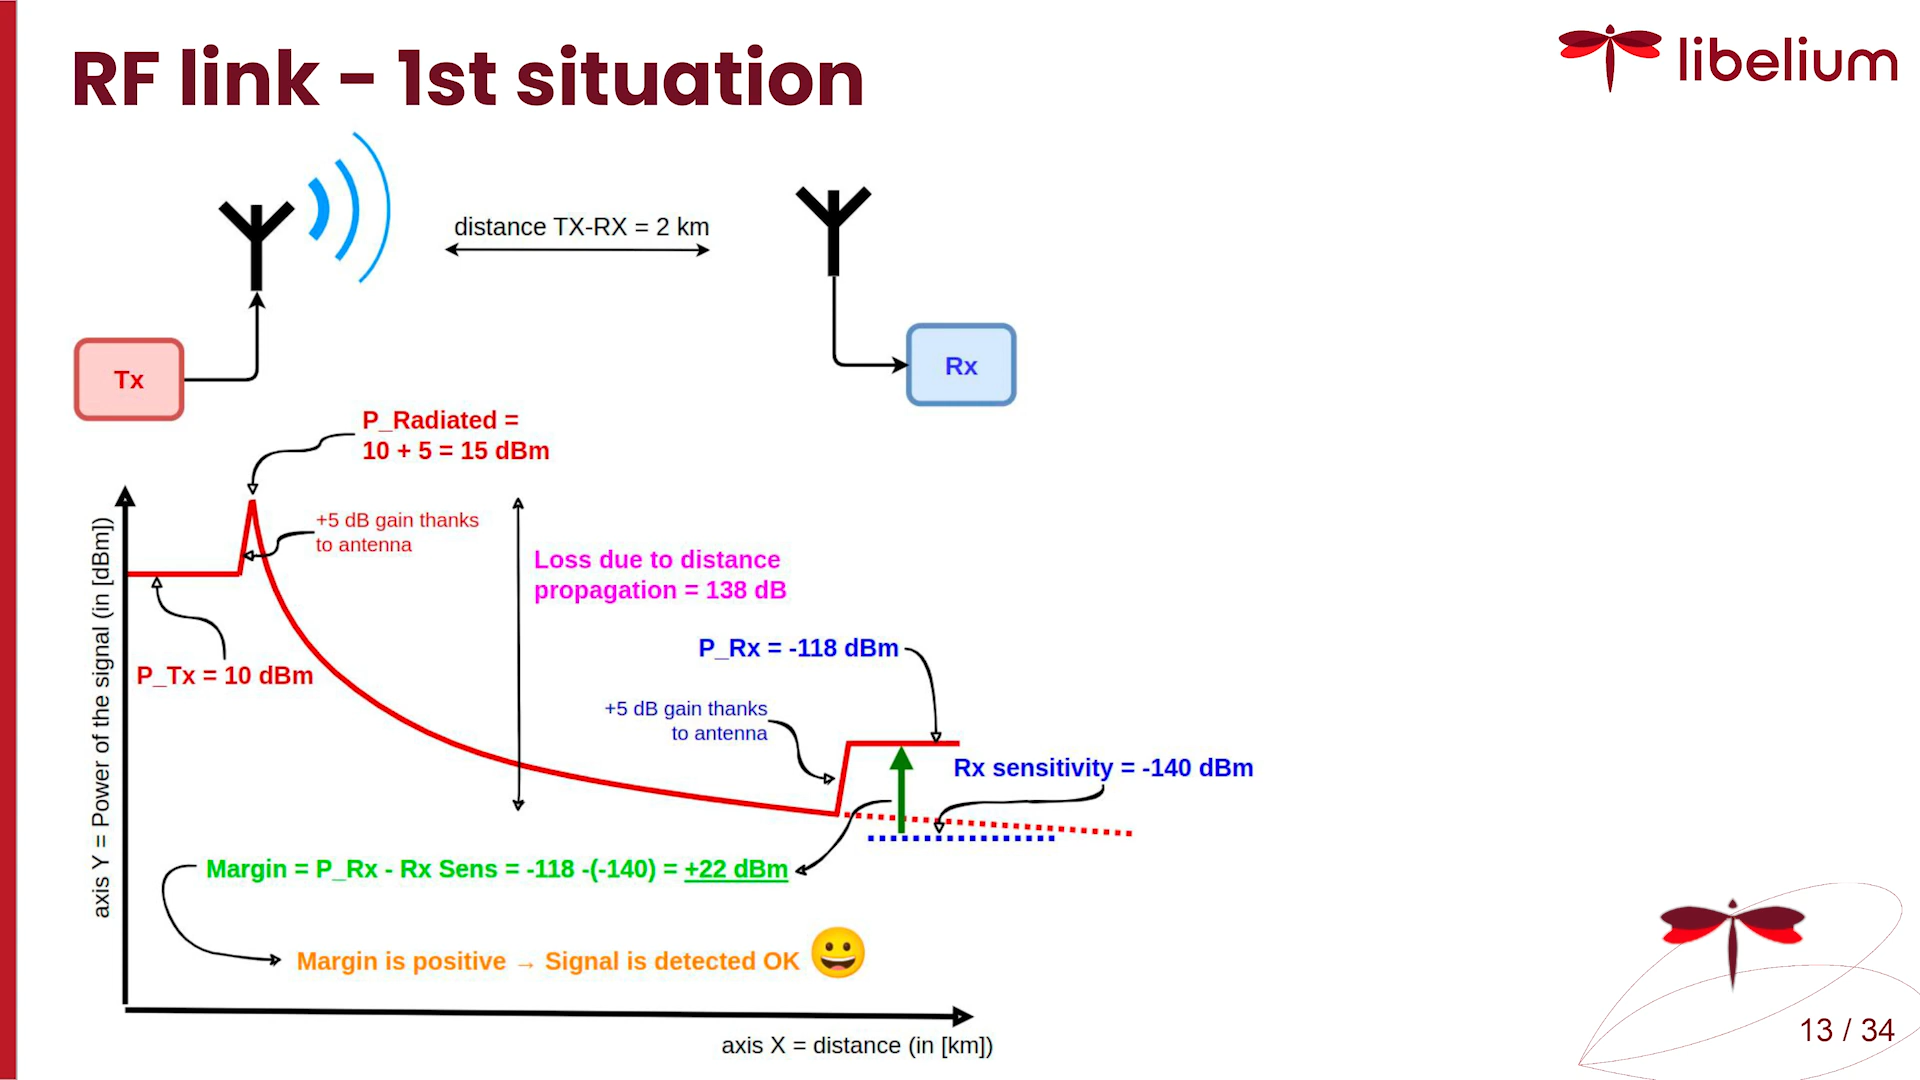 RF link - 1st situation
libelium
distance TX-RX = 2 km
Tx
Rx
P_Radiated =
10 + 5 = 15 dBm
+5 dB gain thanks
to antenna
Loss due to distance
propagation = 138 dB
P_Tx = 10 dBm
P_Rx = -118 dBm
+5 dB gain thanks
to antenna
Rx sensitivity = -140 dBm
Margin = P_Rx - Rx Sens = -118 -(-140) = +22 dBm
Margin is positive → Signal is detected OK
axis Y = Power of the signal (in [dBm])
axis X = distance (in [km])
13 / 34